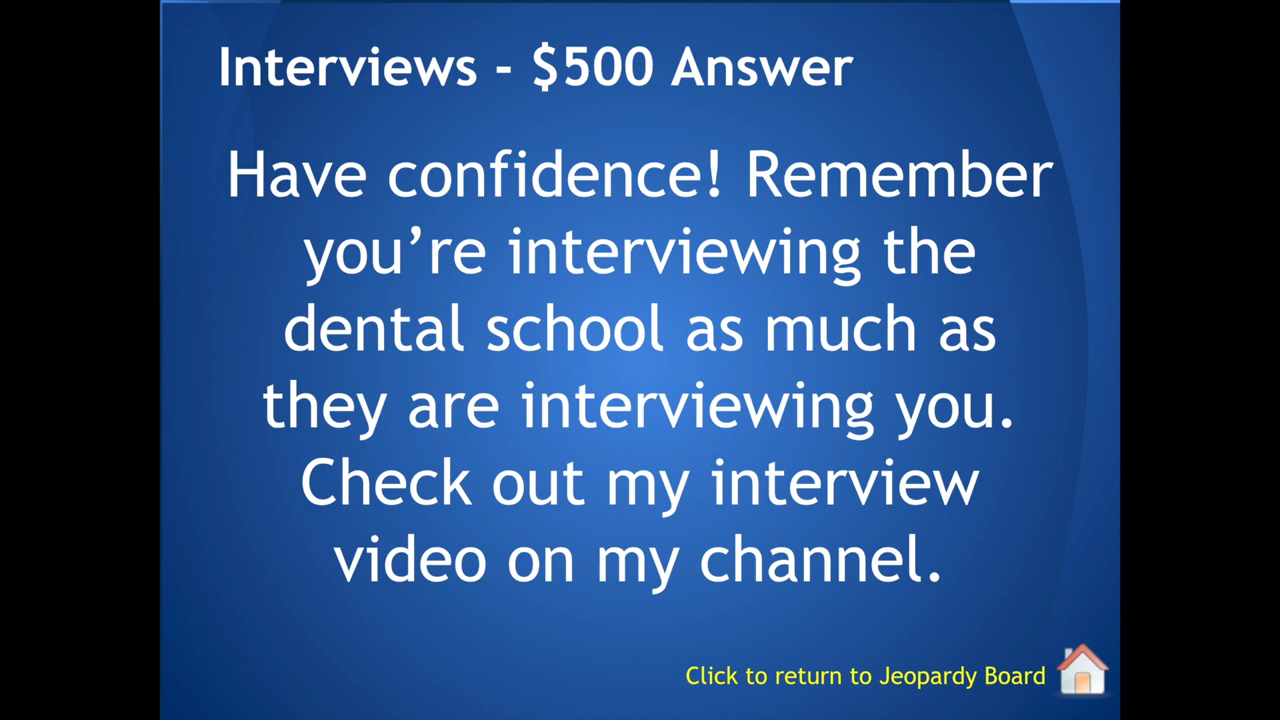 Interviews - $500 Answer
Have confidence! Remember
you’re interviewing the
dental school as much as
they are interviewing you.
Check out my interview
video on my channel.
Click to return to Jeopardy Board